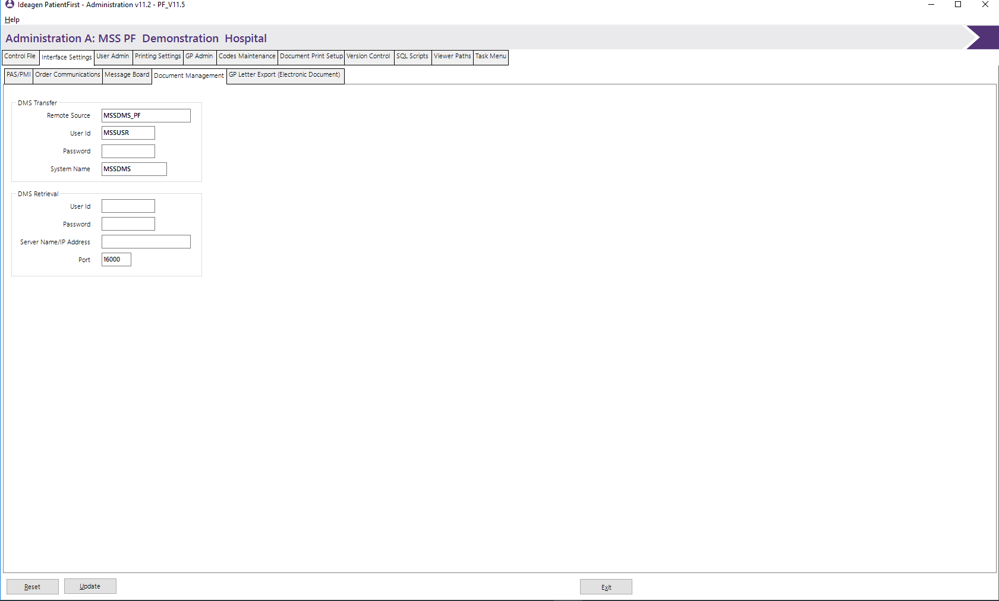 Ideagen PatientFirst - Administration v11.2 - PF_V11.5
Help
Administration A: MSS PF Demonstration Hospital
Control File Interface Settings User Admin Printing Settings GP Admin Codes Maintenance Document Print Setup Version Control SQL Scripts Viewer Paths Task Menu
PAS/PMI Order Communications Message Board Document Management GP Letter Export (Electronic Document)
DMS Transfer
Remote Source MSSDMS_PF
User Id MSSUSR
Password
System Name MSSDMS
DMS Retrieval
User Id
Password
Server Name/IP Address
Port 16000
Reset Update Exit